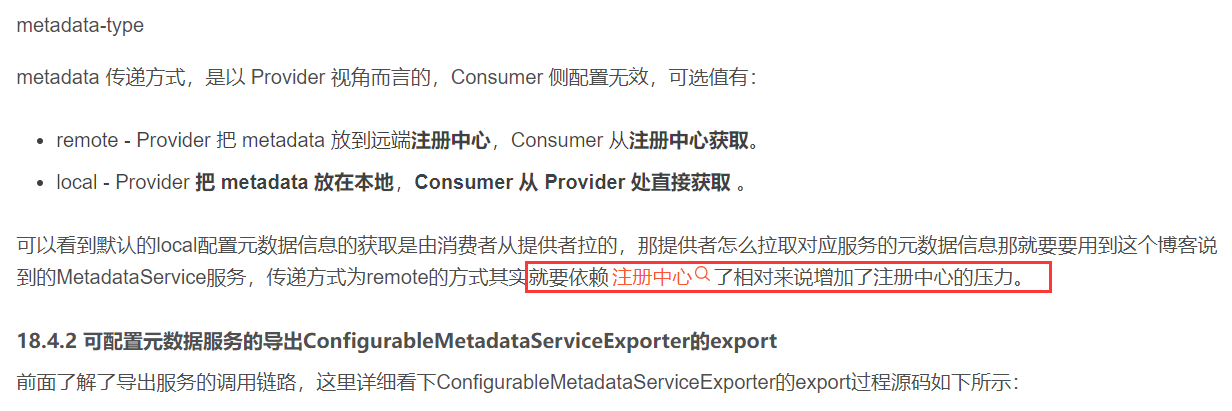 metadata-type
metadata 传递方式，是以 Provider 视角而言的，Consumer 侧配置无效，可选值有：
• remote - Provider 把 metadata 放到远端注册中心，Consumer 从注册中心获取。
• local - Provider 把 metadata 放在本地，Consumer 从 Provider 处直接获取 。
可以看到默认的local配置元数据信息的获取是由消费者从提供者拉的，那提供者怎么拉取对应服务的元数据信息那就要要用到这个博客说
到的MetadataService服务，传递方式为remote的方式其实就要依赖注册中心了相对来说增加了注册中心的压力。
18.4.2 可配置元数据服务的导出ConfigurableMetadataServiceExporter的export
前面了解了导出服务的调用链路，这里详细看下ConfigurableMetadataServiceExporter的export过程源码如下所示：